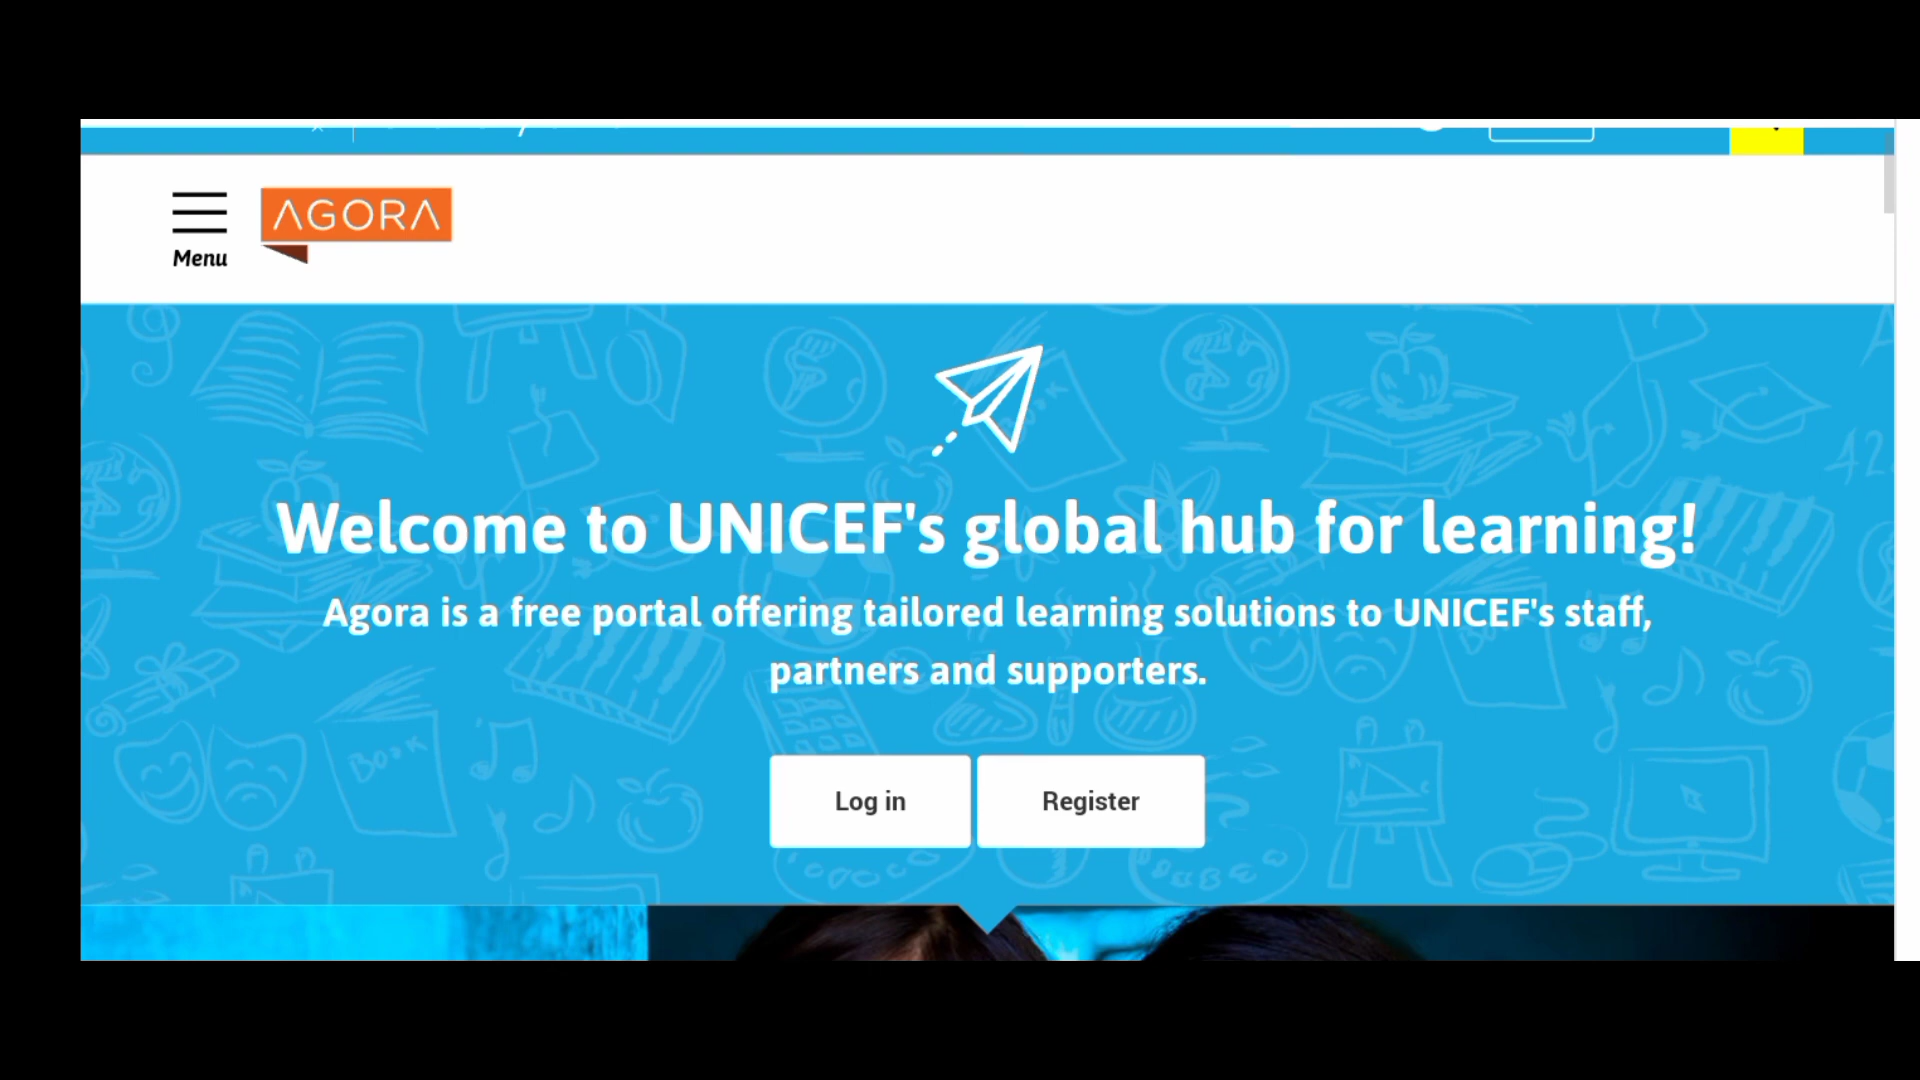 AGORA
Menu
Welcome to UNICEF's global hub for learning!
Agora is a free portal offering tailored learning solutions to UNICEF's staff,
partners and supporters.
Log in
Register